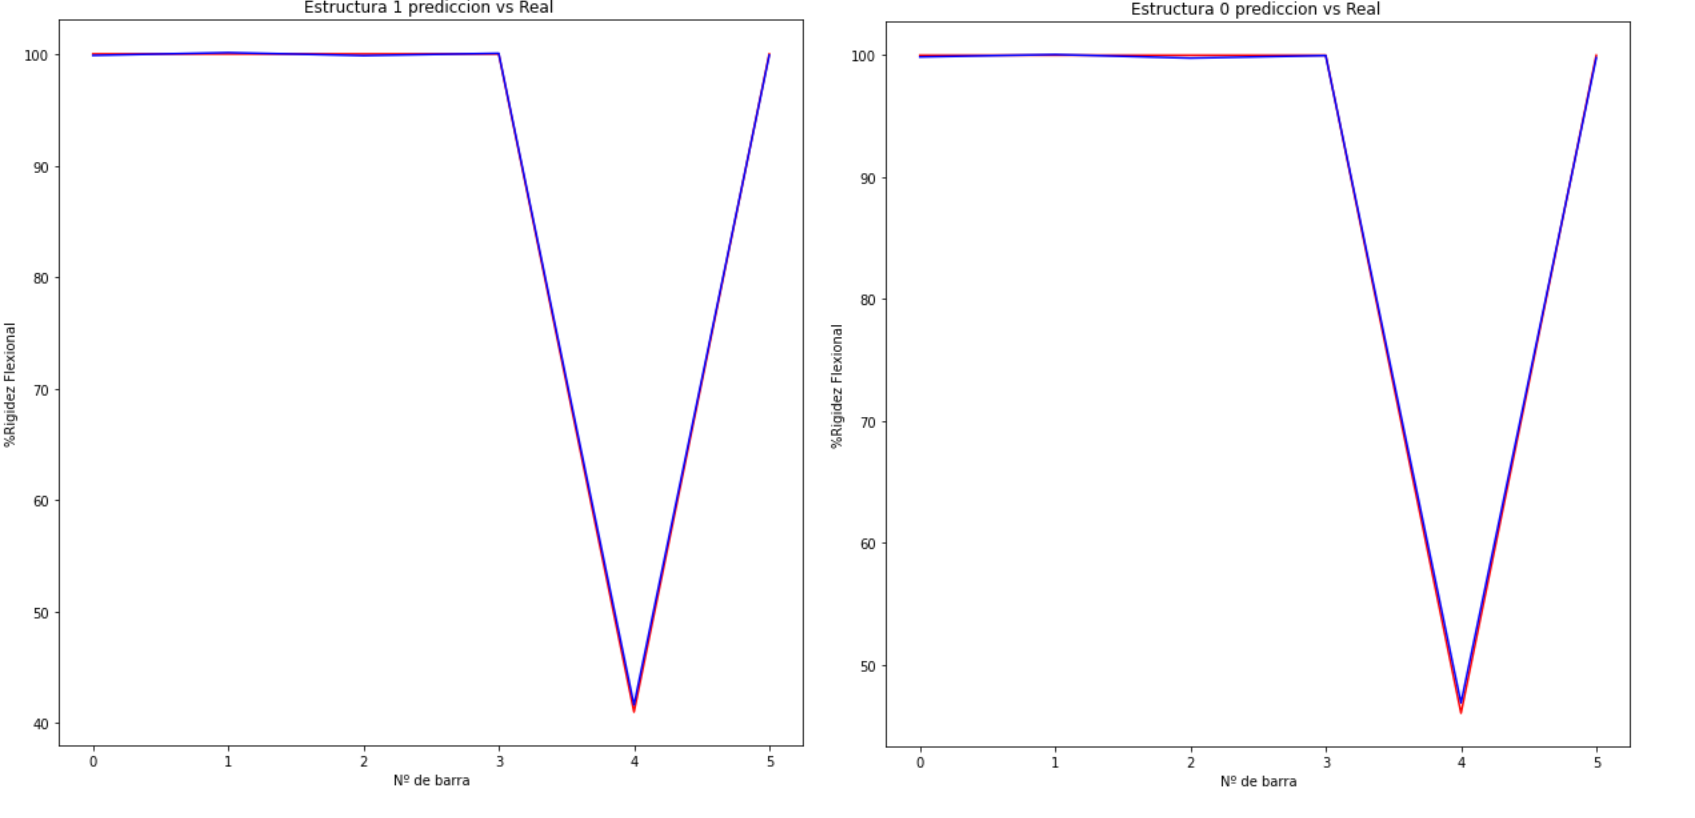 Estructura 1 prediccion vs Real
100
90
80
70
60
50
40
%Rigidez Flexional
0 1 2 3 4 5
Nº de barra
Estructura 0 prediccion vs Real
100
90
80
70
60
50
%Rigidez Flexional
0 1 2 3 4 5
Nº de barra